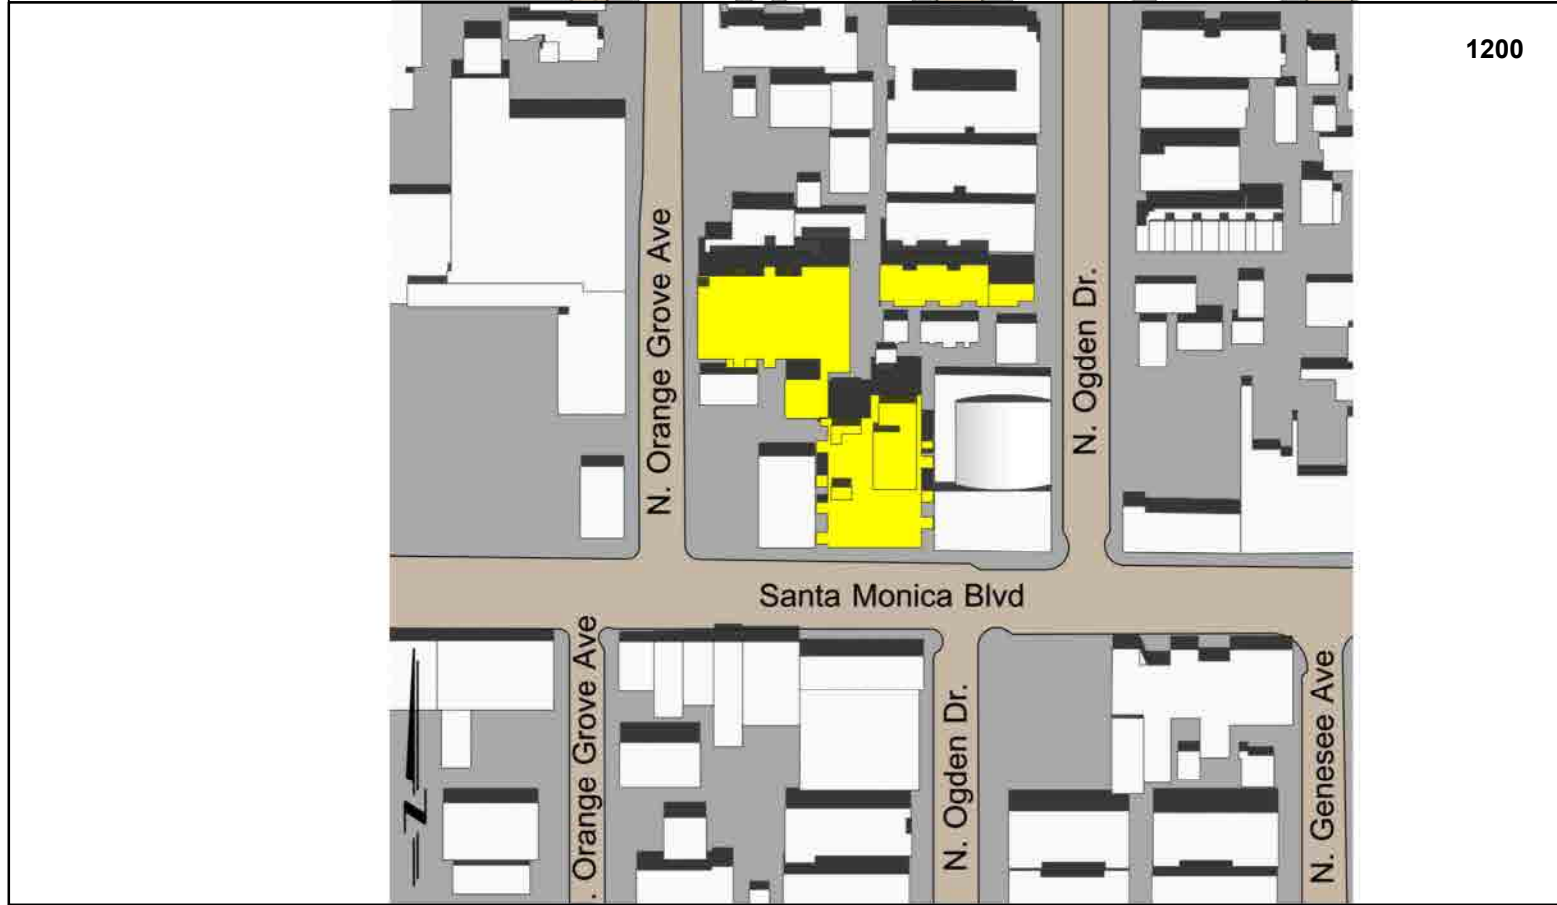 1200
N. Orange Grove Ave
N. Ogden Dr.
Santa Monica Blvd
. Orange Grove Ave
N. Ogden Dr.
N. Genesee Ave
N